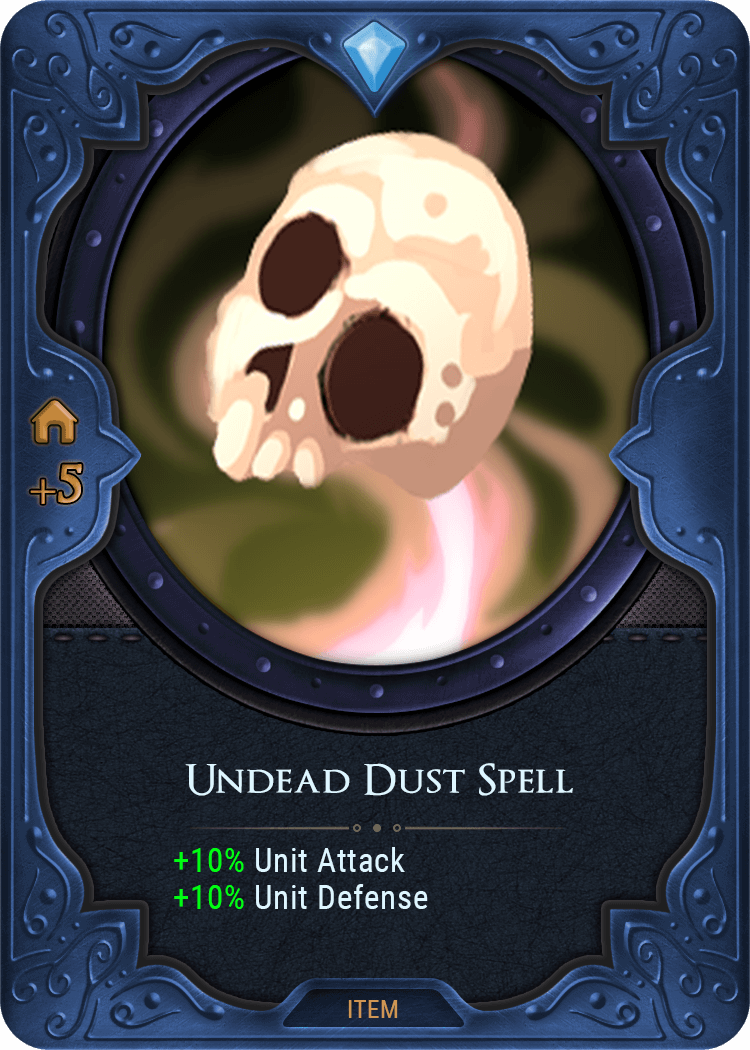 +5
Undead Dust Spell
+10% Unit Attack
+10% Unit Defense
ITEM